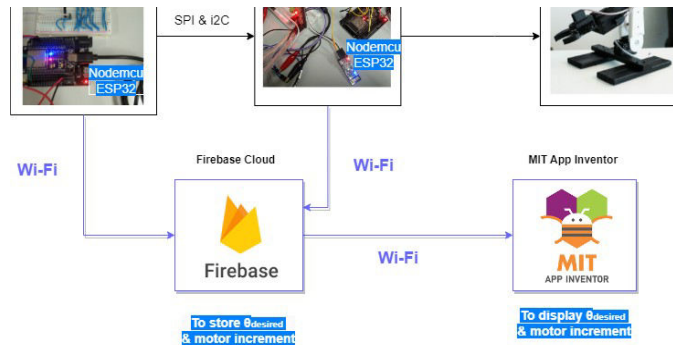 SPI & i2C
Nodemcu
ESP32
Nodemcu
ESP32
Wi-Fi
Firebase Cloud
Wi-Fi
MIT App Inventor
Firebase
Wi-Fi
MIT
APP INVENTOR
To store θdesired
& motor increment
To display θdesired
& motor increment